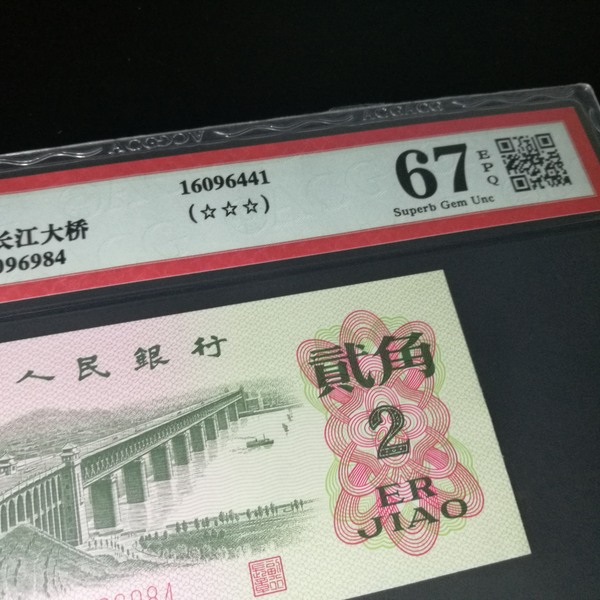 16096441
(☆☆☆)
67
EPQ
Superb Gem Unc
长江大桥
096984
人民銀行
貳角
2
ER
JIAO